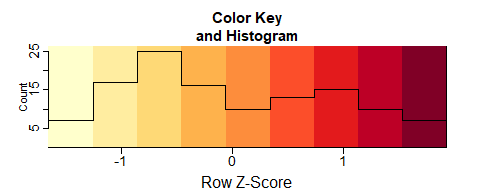 Color Key
and Histogram
Count
25
15
5
-1 0 1
Row Z-Score